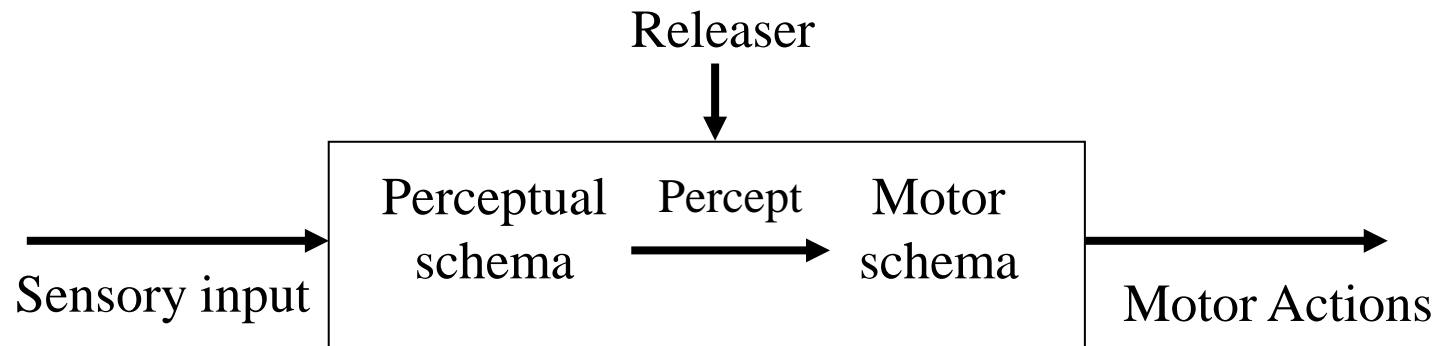 Releaser
Perceptual
schema
Percept
Motor
schema
Sensory input
Motor Actions